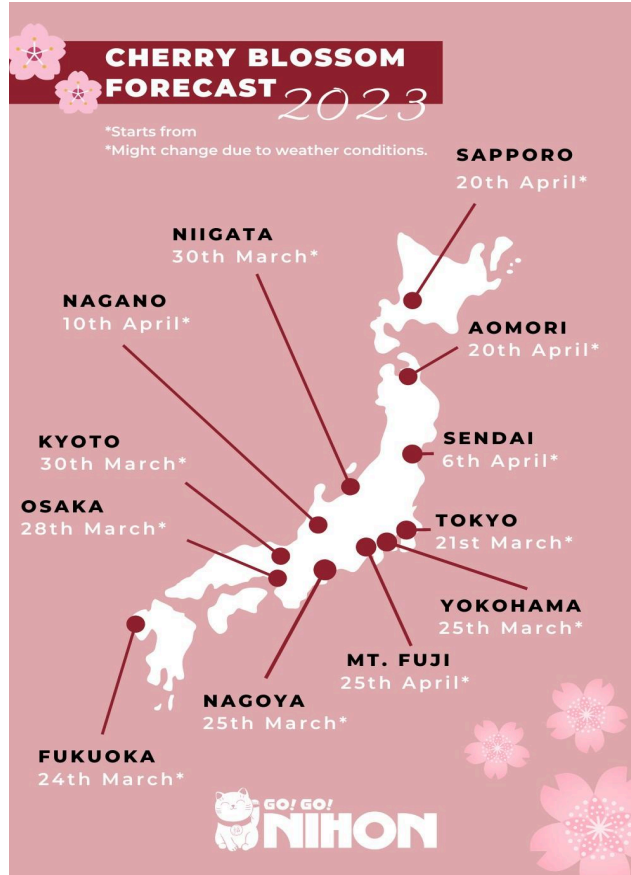 CHERRY BLOSSOM
FORECAST 2023
*Starts from
*Might change due to weather conditions.
SAPPORO
20th April*
NIIGATA
30th March*
NAGANO
10th April*
AOMORI
20th April*
KYOTO
30th March*
SENDAI
6th April*
OSAKA
28th March*
TOKYO
21st March*
YOKOHAMA
25th March*
MT. FUJI
25th April*
NAGOYA
25th March*
FUKUOKA
24th March*
GO! GO!
NIHON